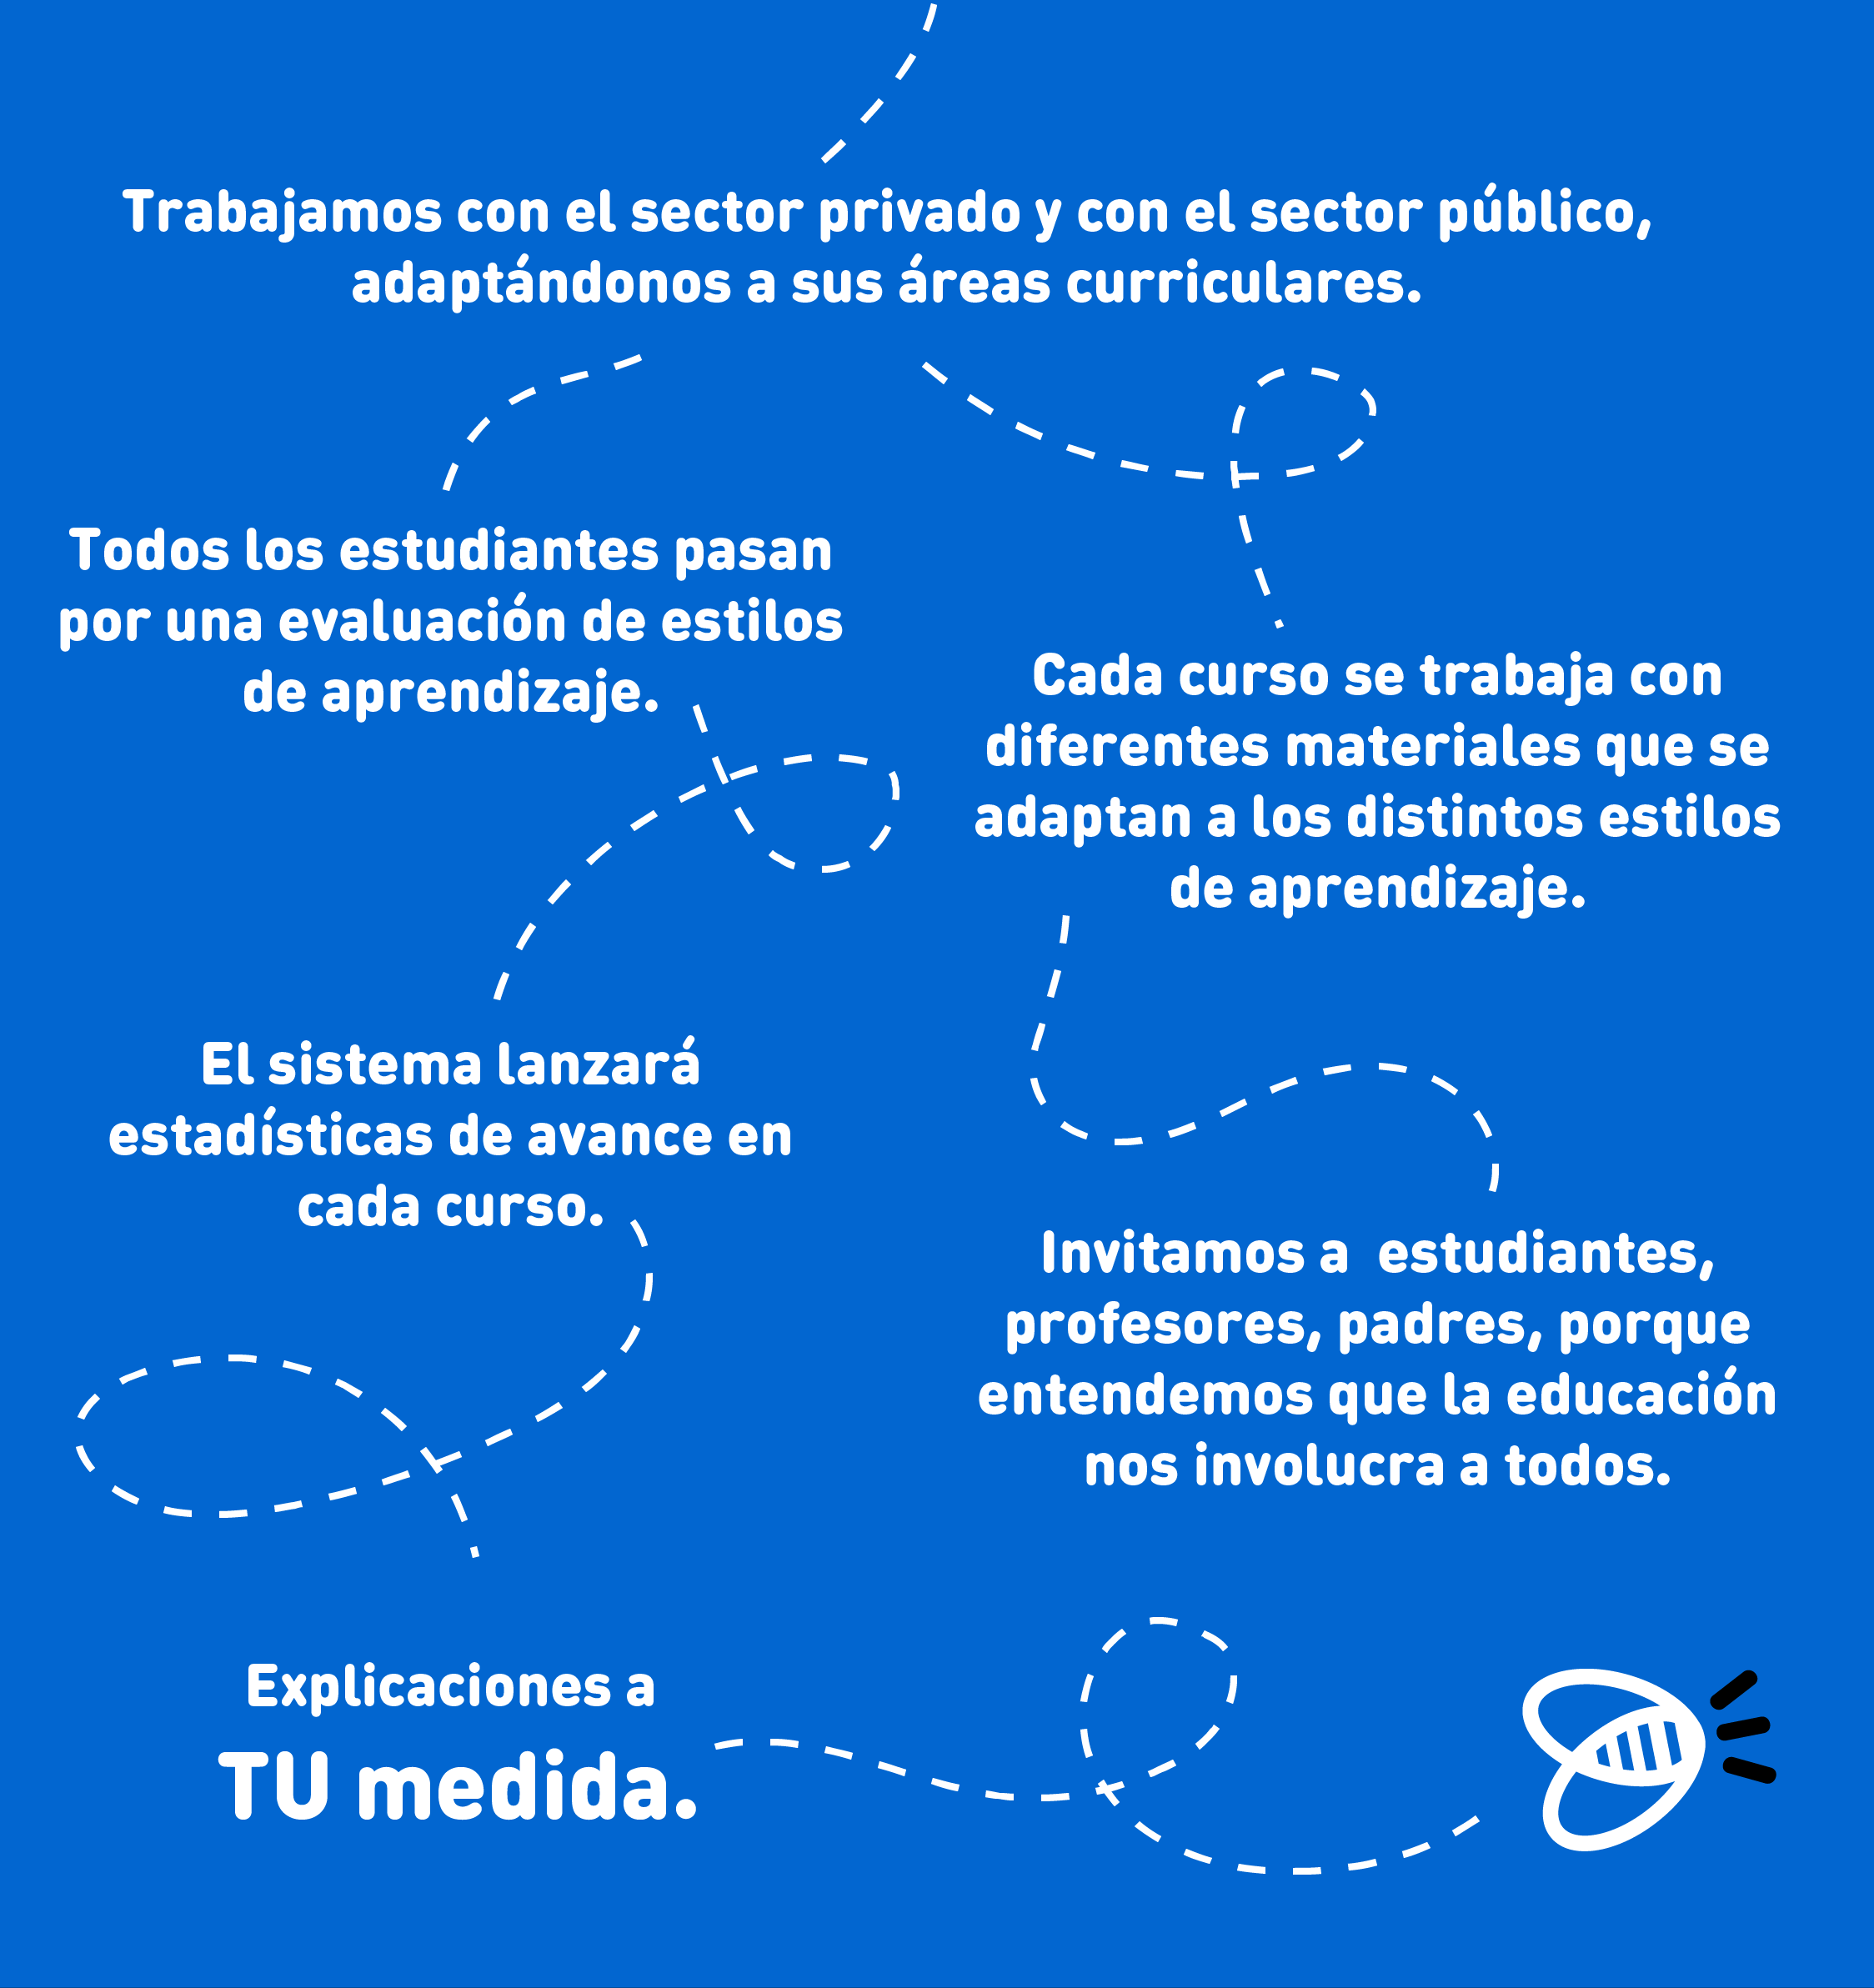 Trabajamos con el sector privado y con el sector público,
adaptándonos a sus áreas curriculares.
Todos los estudiantes pasan
por una evaluación de estilos
de aprendizaje.
Cada curso se trabaja con
diferentes materiales que se
adaptan a los distintos estilos
de aprendizaje.
El sistema lanzará
estadísticas de avance en
cada curso.
Invitamos a  estudiantes,
profesores, padres, porque
entendemos que la educación
nos involucra a todos.
Explicaciones a
TU medida.